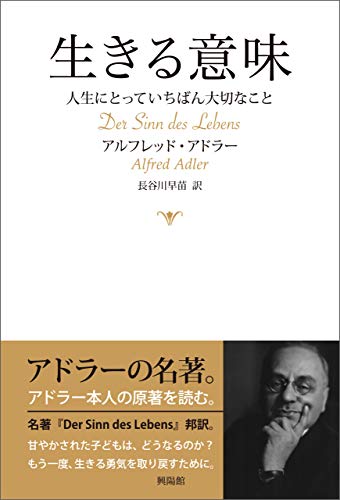 生きる意味
人生にとっていちばん大切なこと
Der Sinn des Lebens
アルフレッド・アドラー
Alfred Adler
長谷川早苗 訳
アドラーの名著。
アドラー本人の原著を読む。
名著『Der Sinn des Lebens』邦訳。
甘やかされた子どもは、どうなるのか？
もう一度、生きる勇気を取り戻すために。
興陽館